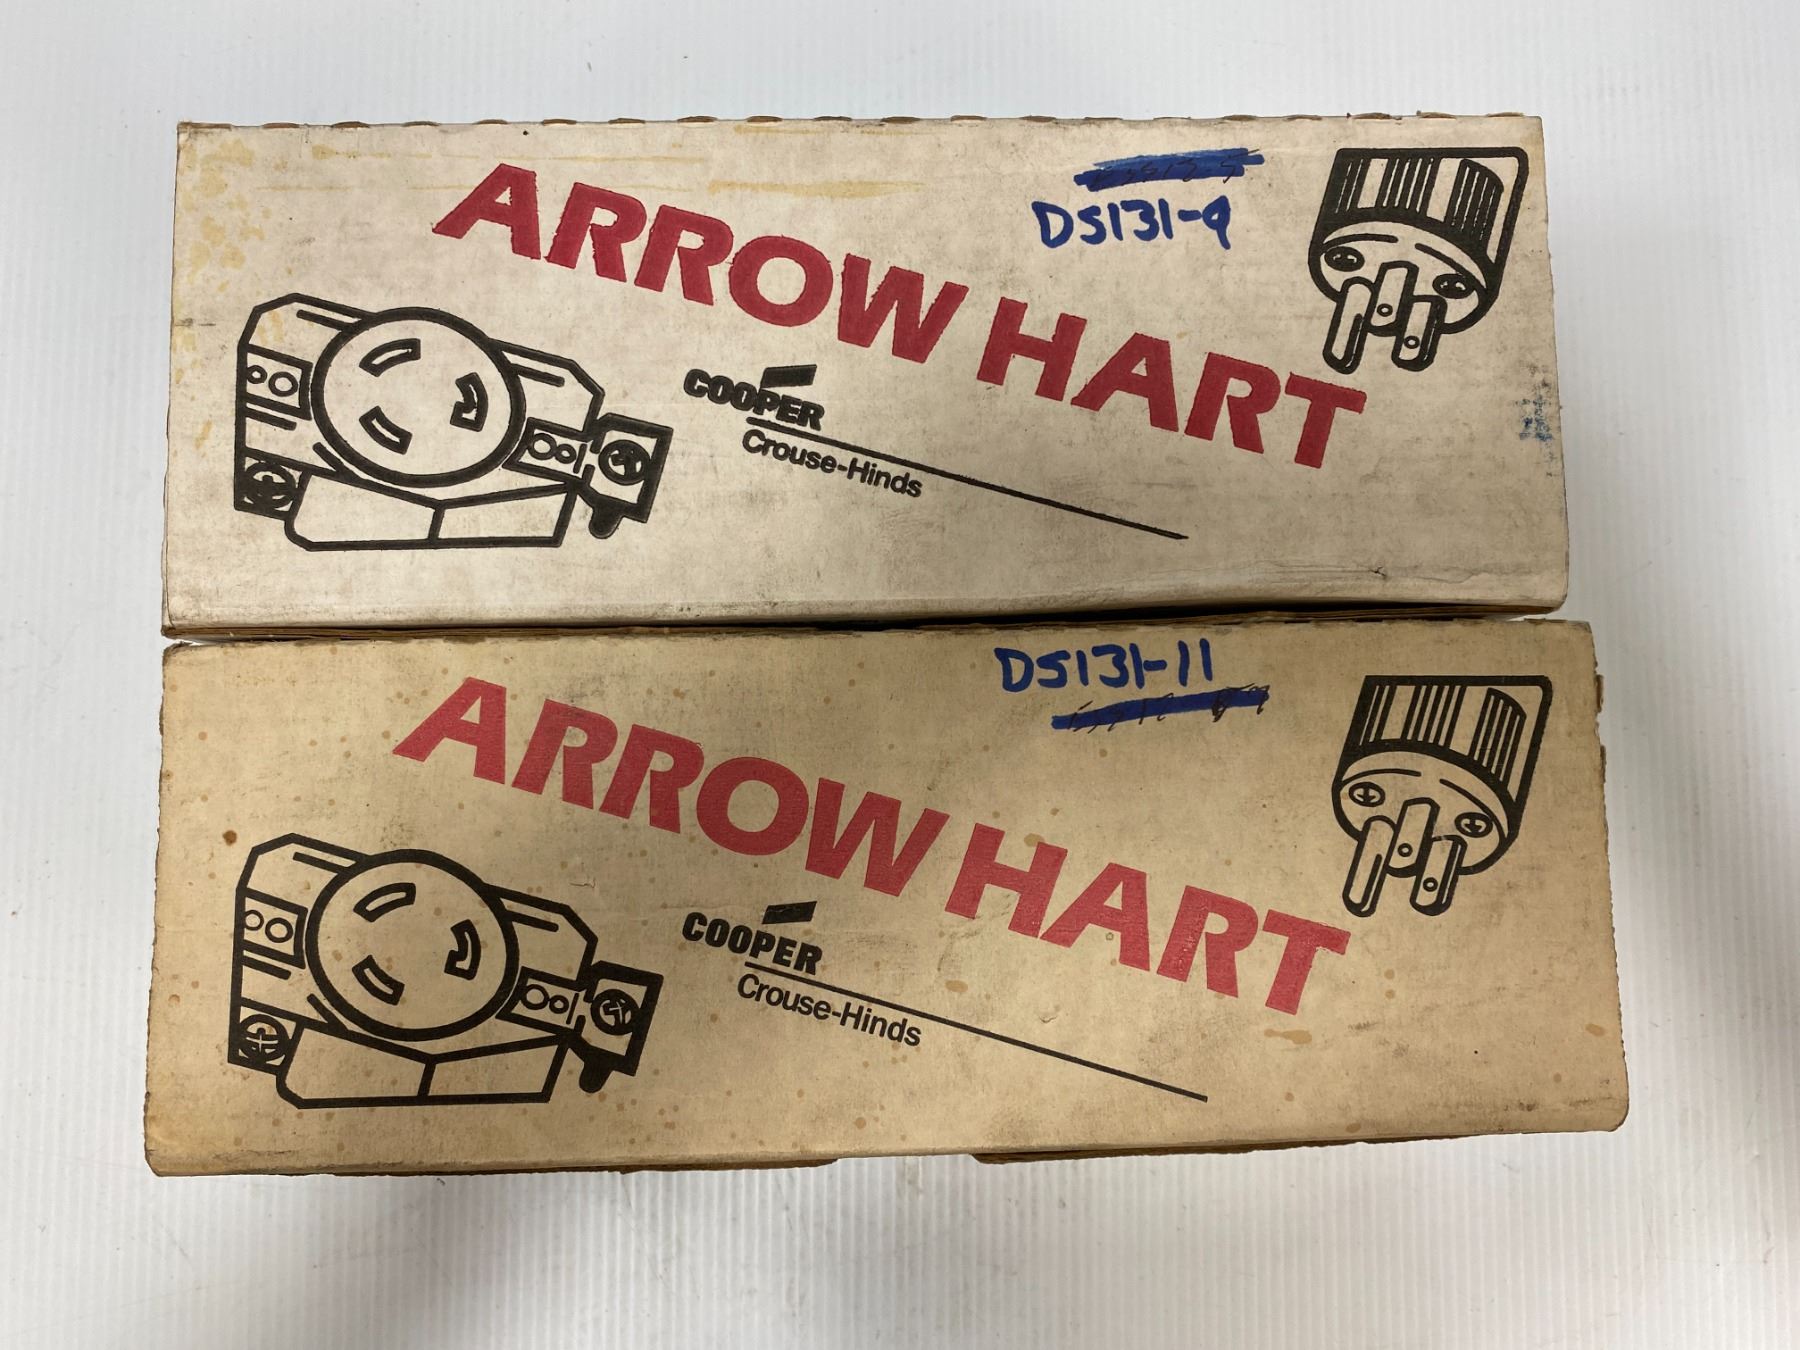 DS131-9
ARROW HART
COOPER
Crouse-Hinds
DS131-11
ARROW HART
COOPER
Crouse-Hinds